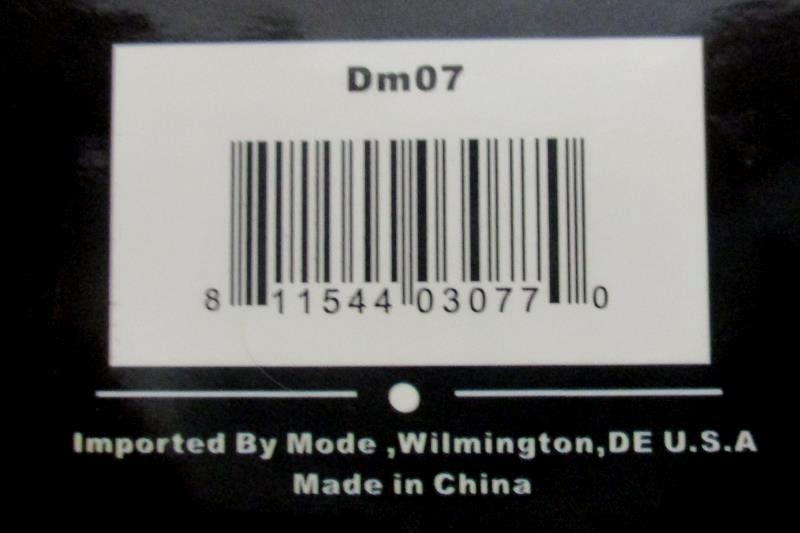 Dm07
8 11544 03077 0
Imported By Mode ,Wilmington,DE U.S.A
Made in China